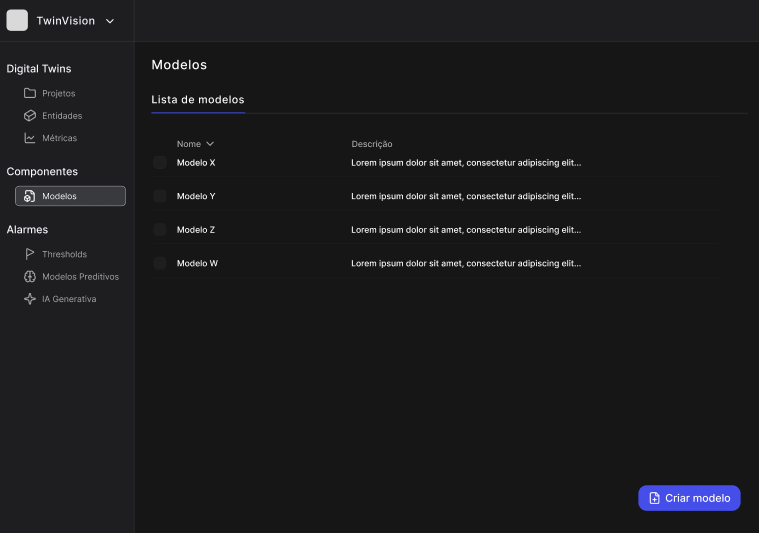 TwinVision
Digital Twins
Projetos
Entidades
Métricas
Componentes
Modelos
Alarmes
Thresholds
Modelos Preditivos
IA Generativa
Modelos
Lista de modelos
Nome Descrição
Modelo X Lorem ipsum dolor sit amet, consectetur adipiscing elit...
Modelo Y Lorem ipsum dolor sit amet, consectetur adipiscing elit...
Modelo Z Lorem ipsum dolor sit amet, consectetur adipiscing elit...
Modelo W Lorem ipsum dolor sit amet, consectetur adipiscing elit...
Criar modelo